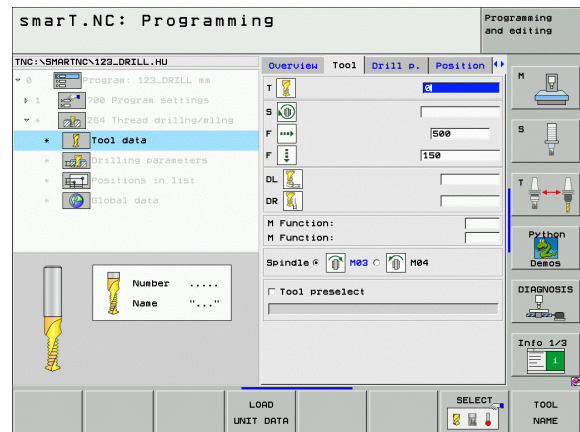 smarT.NC: Programming
Programming and editing
TNC:\SMARTNC\123_DRILL.HU
0 Program: 123_DRILL mm
1 700 Program settings
* 264 Thread drillng/mllng
* Tool data
* Drilling parameters
* Positions in list
* Global data
Overview Tool Drill p. Position
T 0
S
F 500
F 150
DL
DR
M Function:
M Function:
Spindle M03 M04
Tool preselect
Number .....
Name "..."
M
S
T
Python
Demos
DIAGNOSIS
Info 1/3
LOAD
UNIT DATA
SELECT
TOOL
NAME